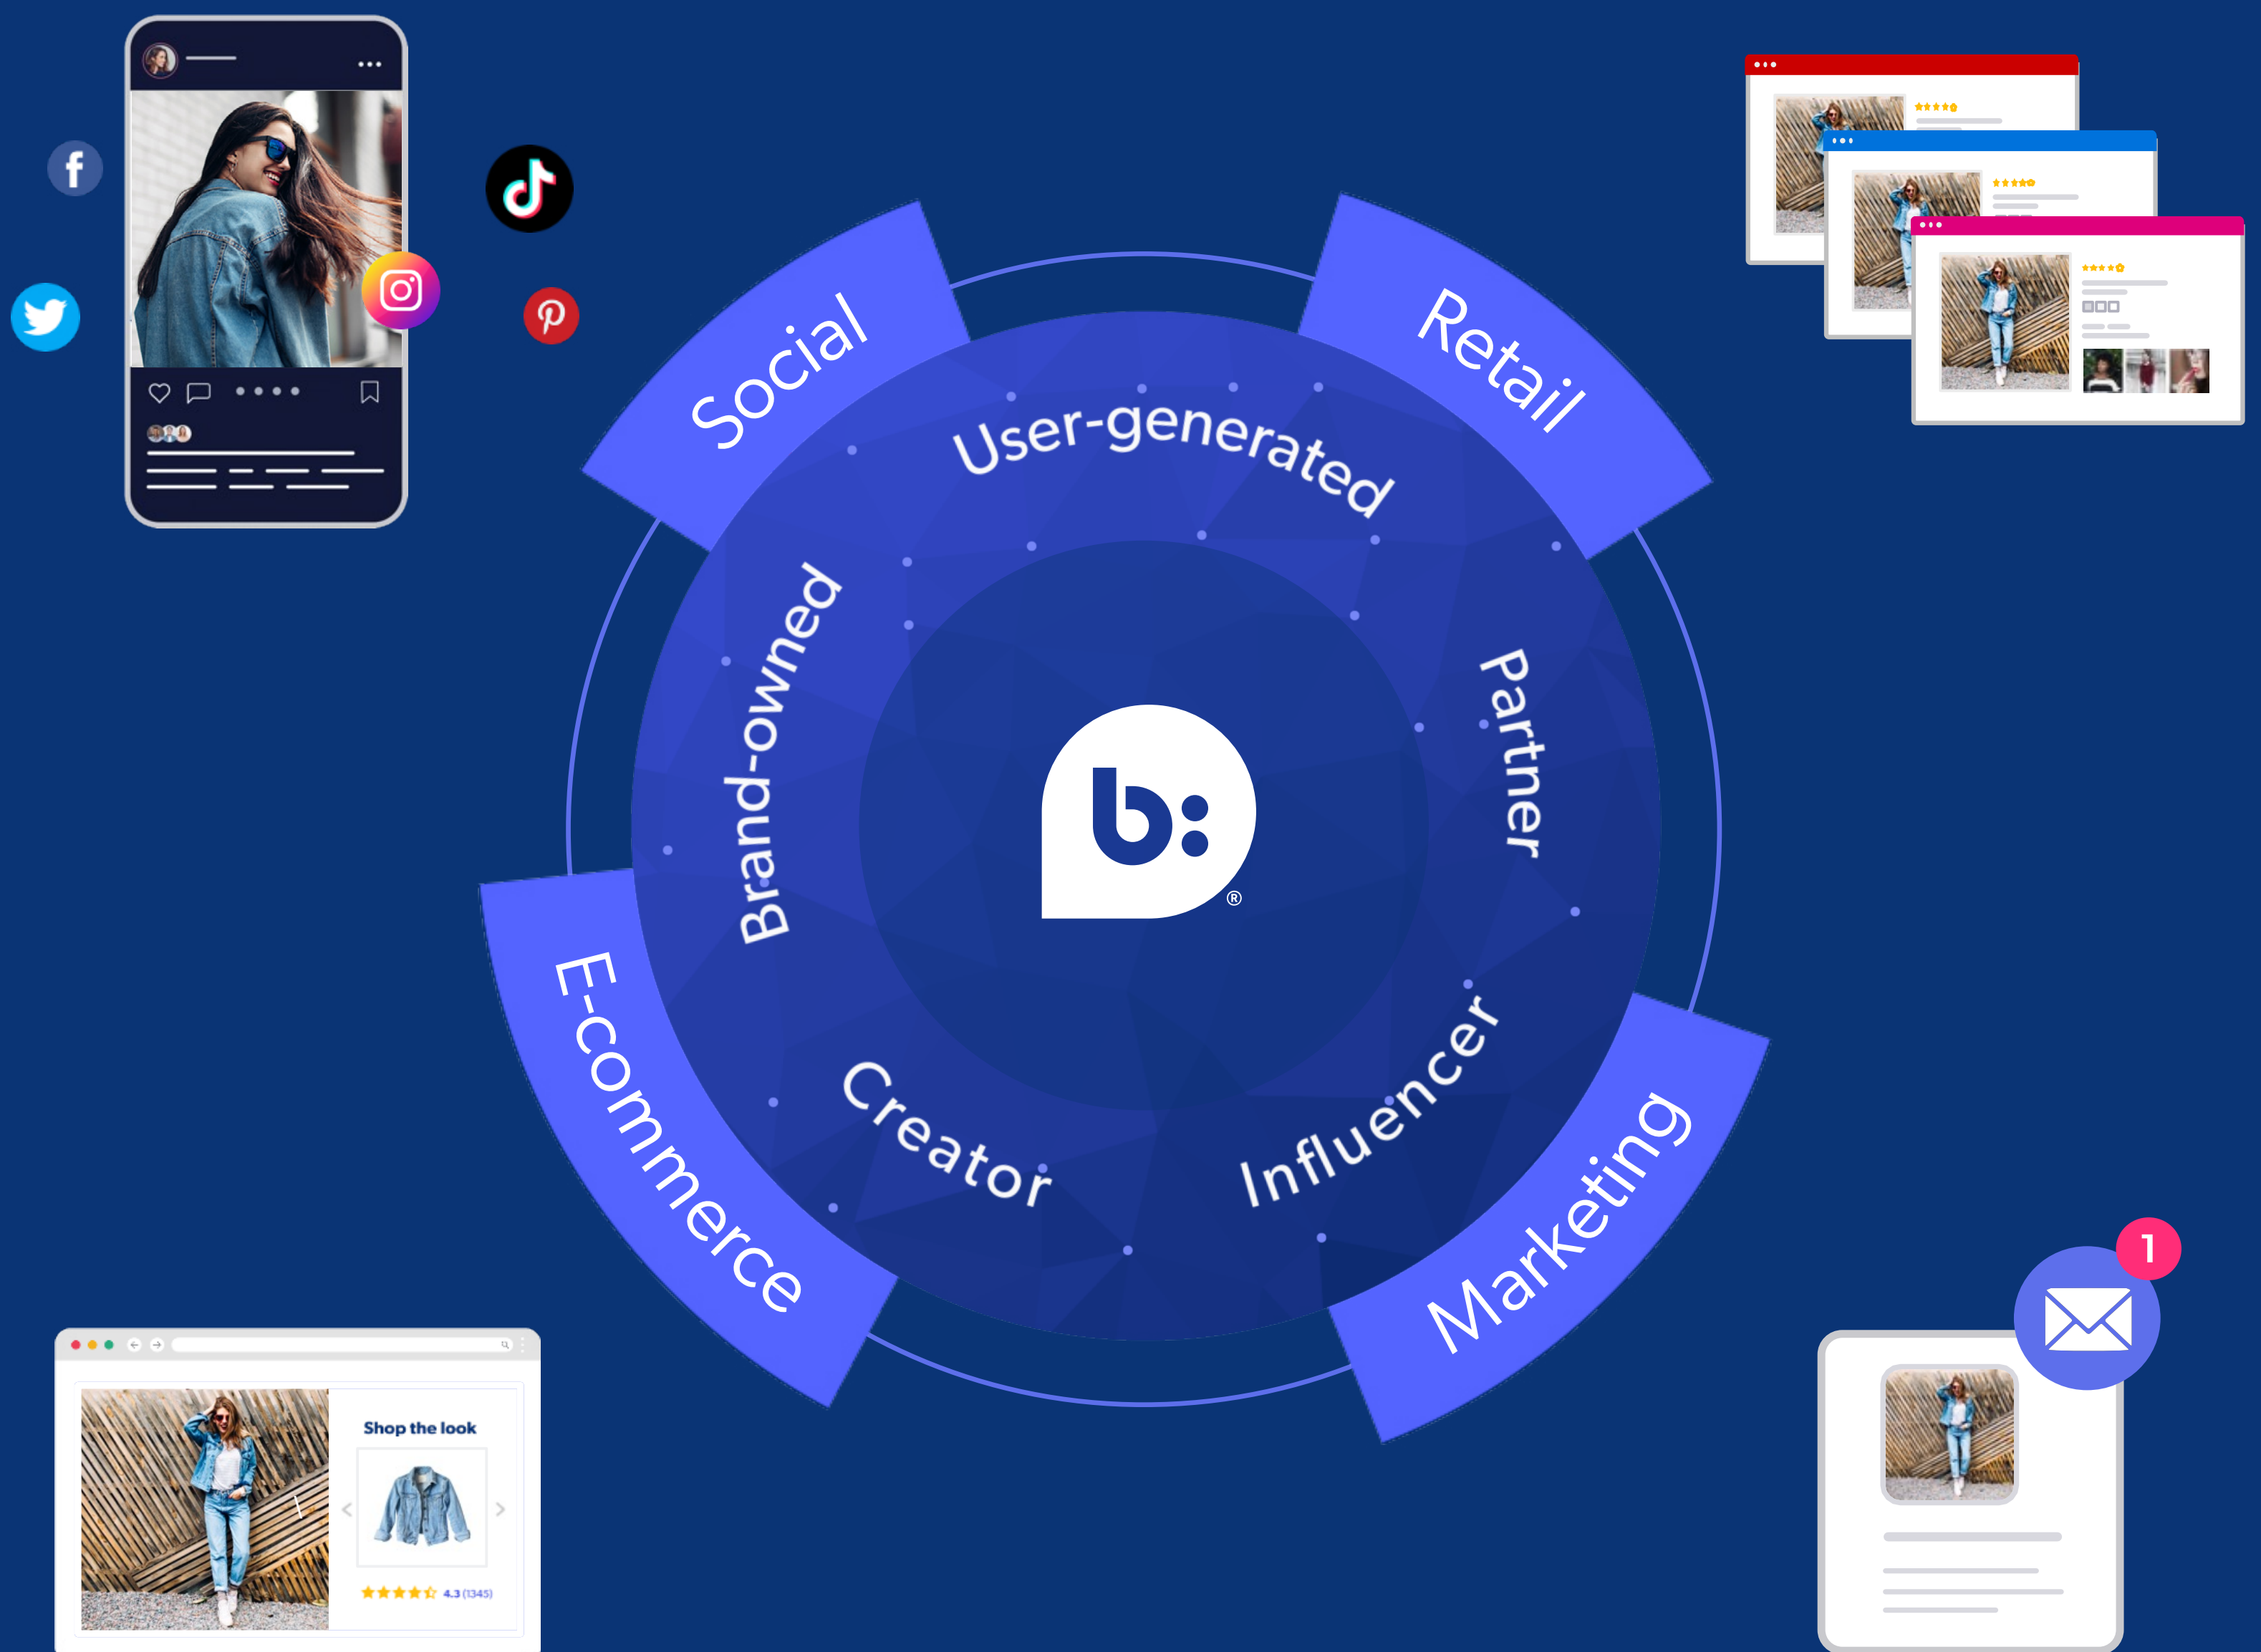 Social
Retail
User-generated
Brand-owned
Partner
b:
®
E-commerce
Creator
Influencer
Marketing
1
Shop the look
4.3 (1345)